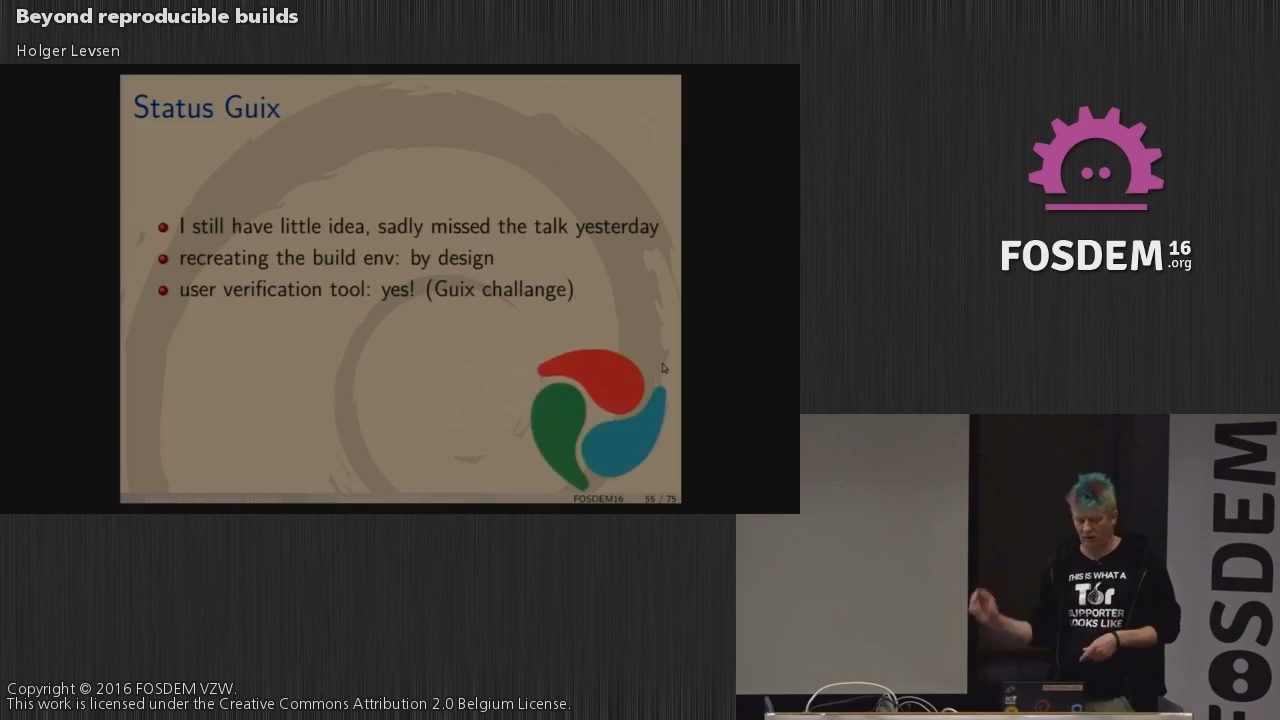 Beyond reproducible builds
Holger Levsen
Status Guix
I still have little idea, sadly missed the talk yesterday
recreating the build env: by design
user verification tool: yes! (Guix challange)
FOSDEM16 55 / 75
FOSDEM 16
.org
THIS IS WHAT A
Tor
SUPPORTER
LOOKS LIKE
FOSDEM
Copyright © 2016 FOSDEM VZW.
This work is licensed under the Creative Commons Attribution 2.0 Belgium License.